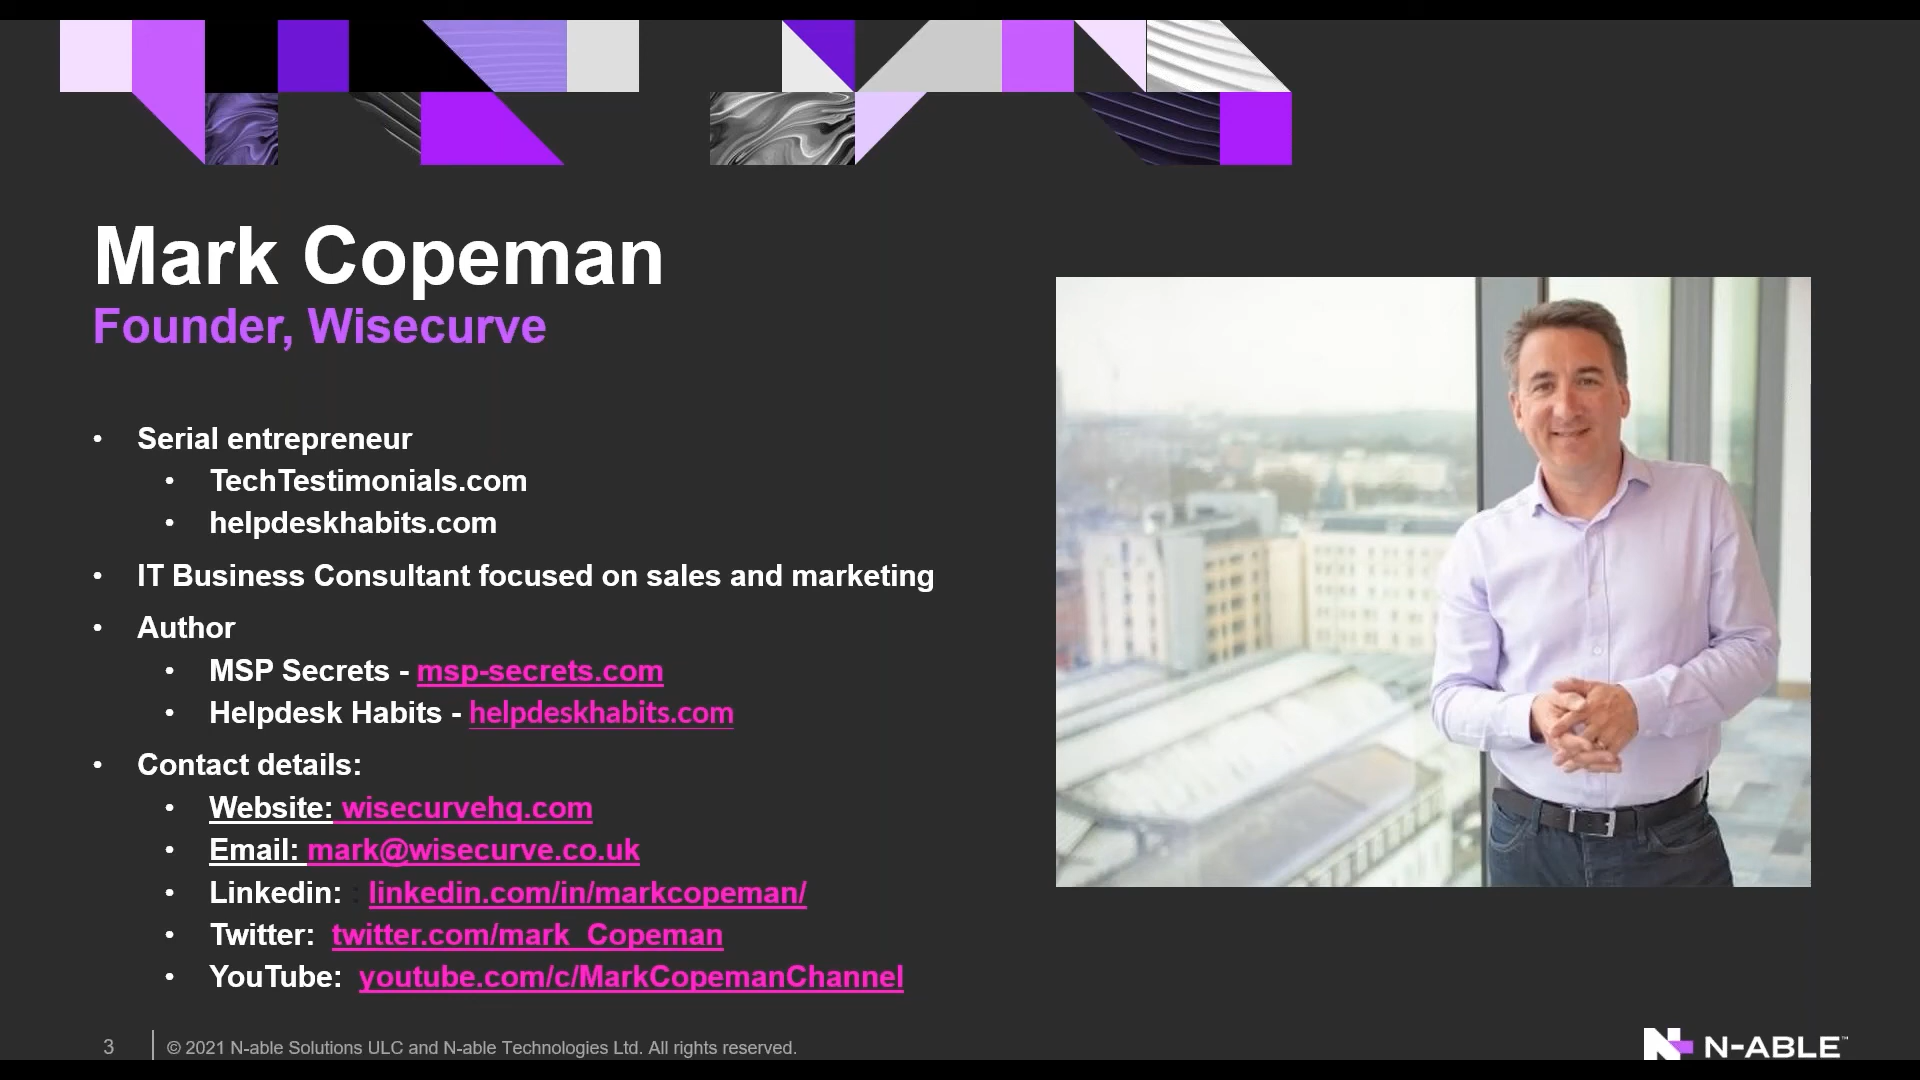 Mark Copeman
Founder, Wisecurve
• Serial entrepreneur
• TechTestimonials.com
• helpdeskhabits.com
• IT Business Consultant focused on sales and marketing
• Author
• MSP Secrets - msp-secrets.com
• Helpdesk Habits - helpdeskhabits.com
• Contact details:
• Website: wisecurvehq.com
• Email: mark@wisecurve.co.uk
• Linkedin: : linkedin.com/in/markcopeman/
• Twitter: twitter.com/mark_Copeman
• YouTube: youtube.com/c/MarkCopemanChannel
3
© 2021 N-able Solutions ULC and N-able Technologies Ltd. All rights reserved.
N-ABLE™